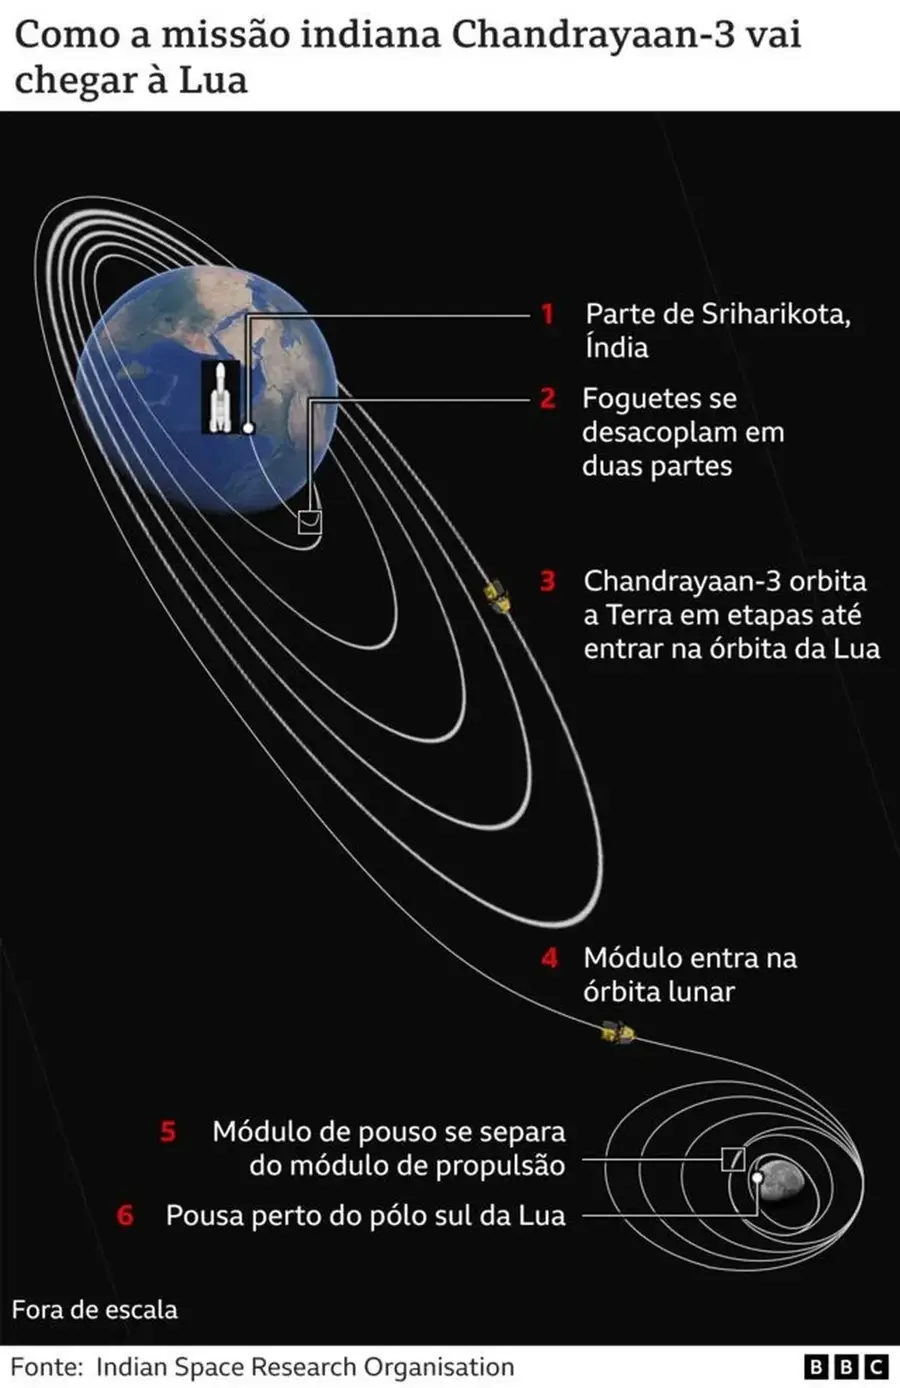 Como a missão indiana Chandrayaan-3 vai
chegar à Lua
1 Parte de Sriharikota,
Índia
2 Foguetes se
desacoplam em
duas partes
3 Chandrayaan-3 orbita
a Terra em etapas até
entrar na órbita da Lua
4 Módulo entra na
órbita lunar
5 Módulo de pouso se separa
do módulo de propulsão
6 Pousa perto do pólo sul da Lua
Fora de escala
Fonte: Indian Space Research Organisation
BBC